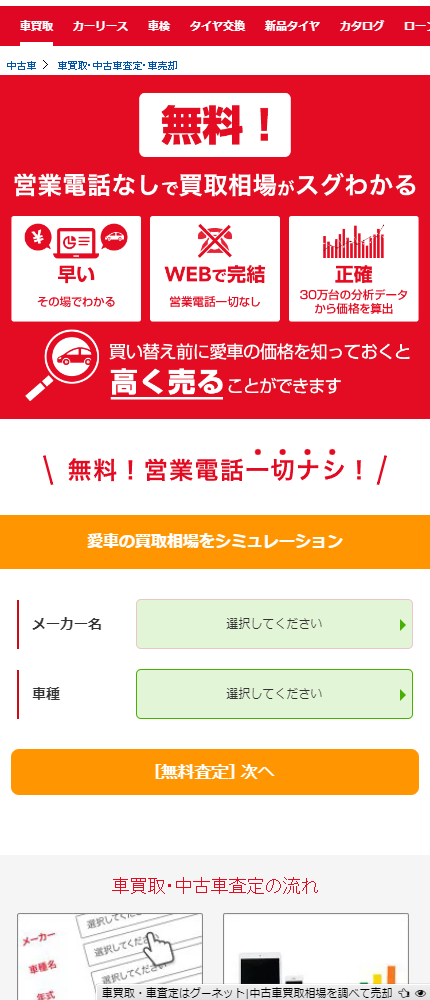 車買取 カーリース 車検 タイヤ交換 新品タイヤ カタログ ローン
中古車 > 車買取・中古車査定・車売却
無料！
営業電話なしで買取相場がスグわかる
¥
早い
その場でわかる
WEBで完結
営業電話一切なし
正確
30万台の分析データ
から価格を算出
買い替え前に愛車の価格を知っておくと
高く売ることができます
\ 無料！営業電話一切ナシ！ /
愛車の買取相場をシミュレーション
メーカー名 選択してください
車種 選択してください
[無料査定] 次へ
車買取・中古車査定の流れ
メーカー 選択してくだ
車種名 選択してくださ
年式 選択してください
車買取・車査定はグーネット|中古車買取相場を調べて売却